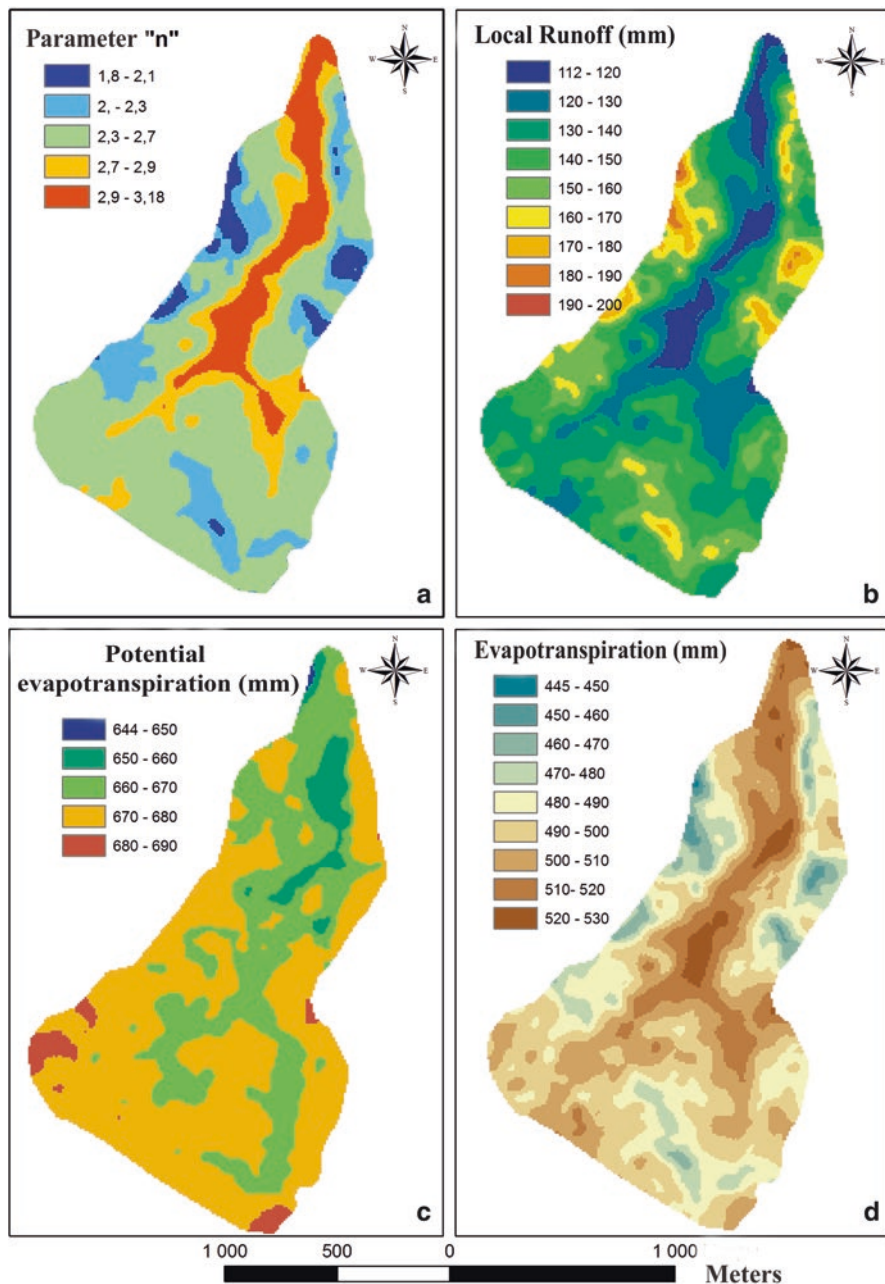 Parameter "n"
1,8 - 2,1
2, - 2,3
2,3 - 2,7
2,7 - 2,9
2,9 - 3,18
N
W
E
S
a
Local Runoff (mm)
112 - 120
120 - 130
130 - 140
140 - 150
150 - 160
160 - 170
170 - 180
180 - 190
190 - 200
N
W
E
S
b
Potential
evapotranspiration (mm)
644 - 650
650 - 660
660 - 670
670 - 680
680 - 690
N
W
E
S
c
Evapotranspiration (mm)
445 - 450
450 - 460
460 - 470
470- 480
480 - 490
490 - 500
500 - 510
510- 520
520 - 530
N
W
E
S
d
1 000 500 0 1 000
Meters